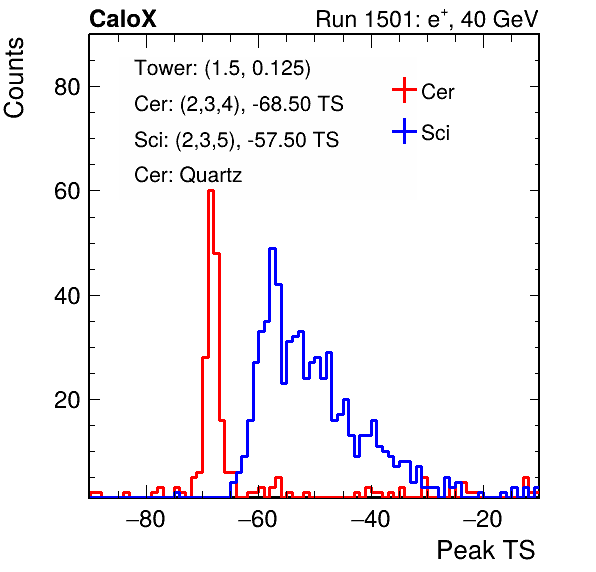 CaloX Run 1501: e⁺, 40 GeV
Counts
Tower: (1.5, 0.125)
Cer: (2,3,4), -68.50 TS
Sci: (2,3,5), -57.50 TS
Cer: Quartz
Cer
Sci
80
60
40
20
−80 −60 −40 −20
Peak TS